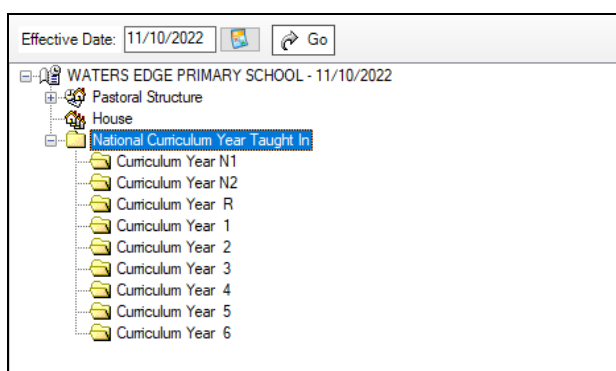 Effective Date: 11/10/2022 Go
WATERS EDGE PRIMARY SCHOOL - 11/10/2022
Pastoral Structure
House
National Curriculum Year Taught In
Curriculum Year N1
Curriculum Year N2
Curriculum Year R
Curriculum Year 1
Curriculum Year 2
Curriculum Year 3
Curriculum Year 4
Curriculum Year 5
Curriculum Year 6